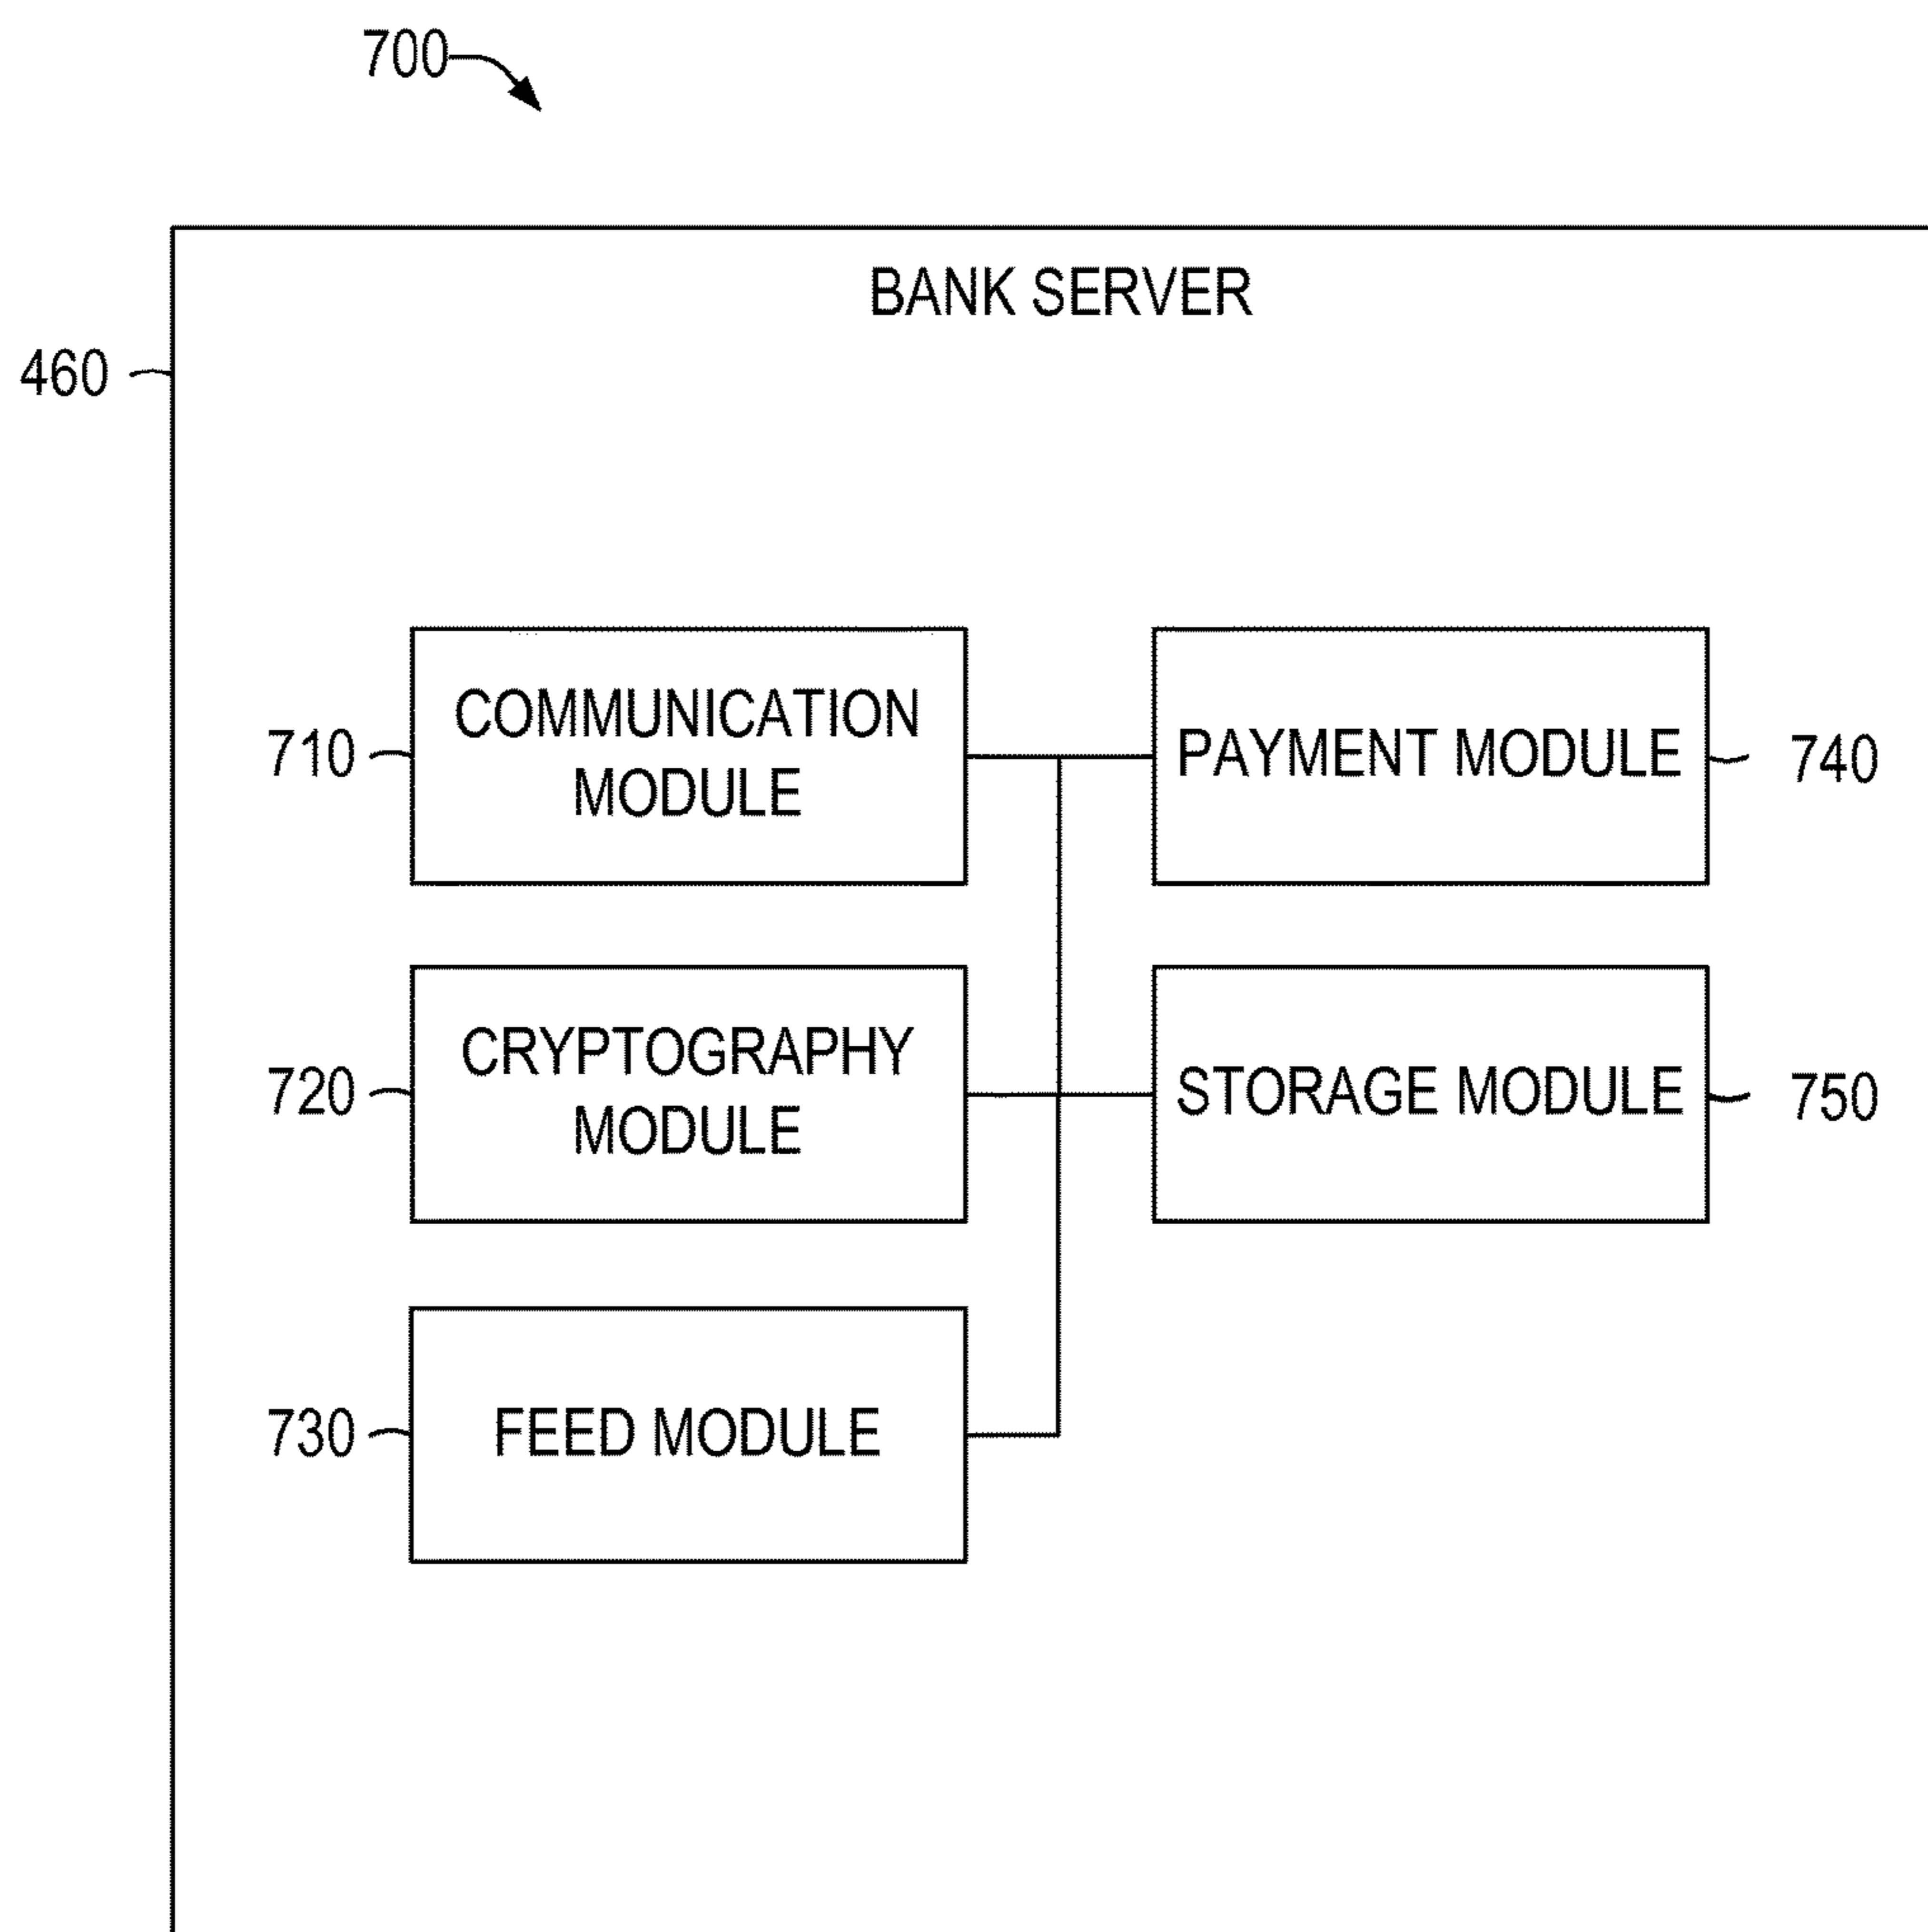 700
BANK SERVER
460
COMMUNICATION
MODULE
710
PAYMENT MODULE
740
CRYPTOGRAPHY
MODULE
720
STORAGE MODULE
750
FEED MODULE
730